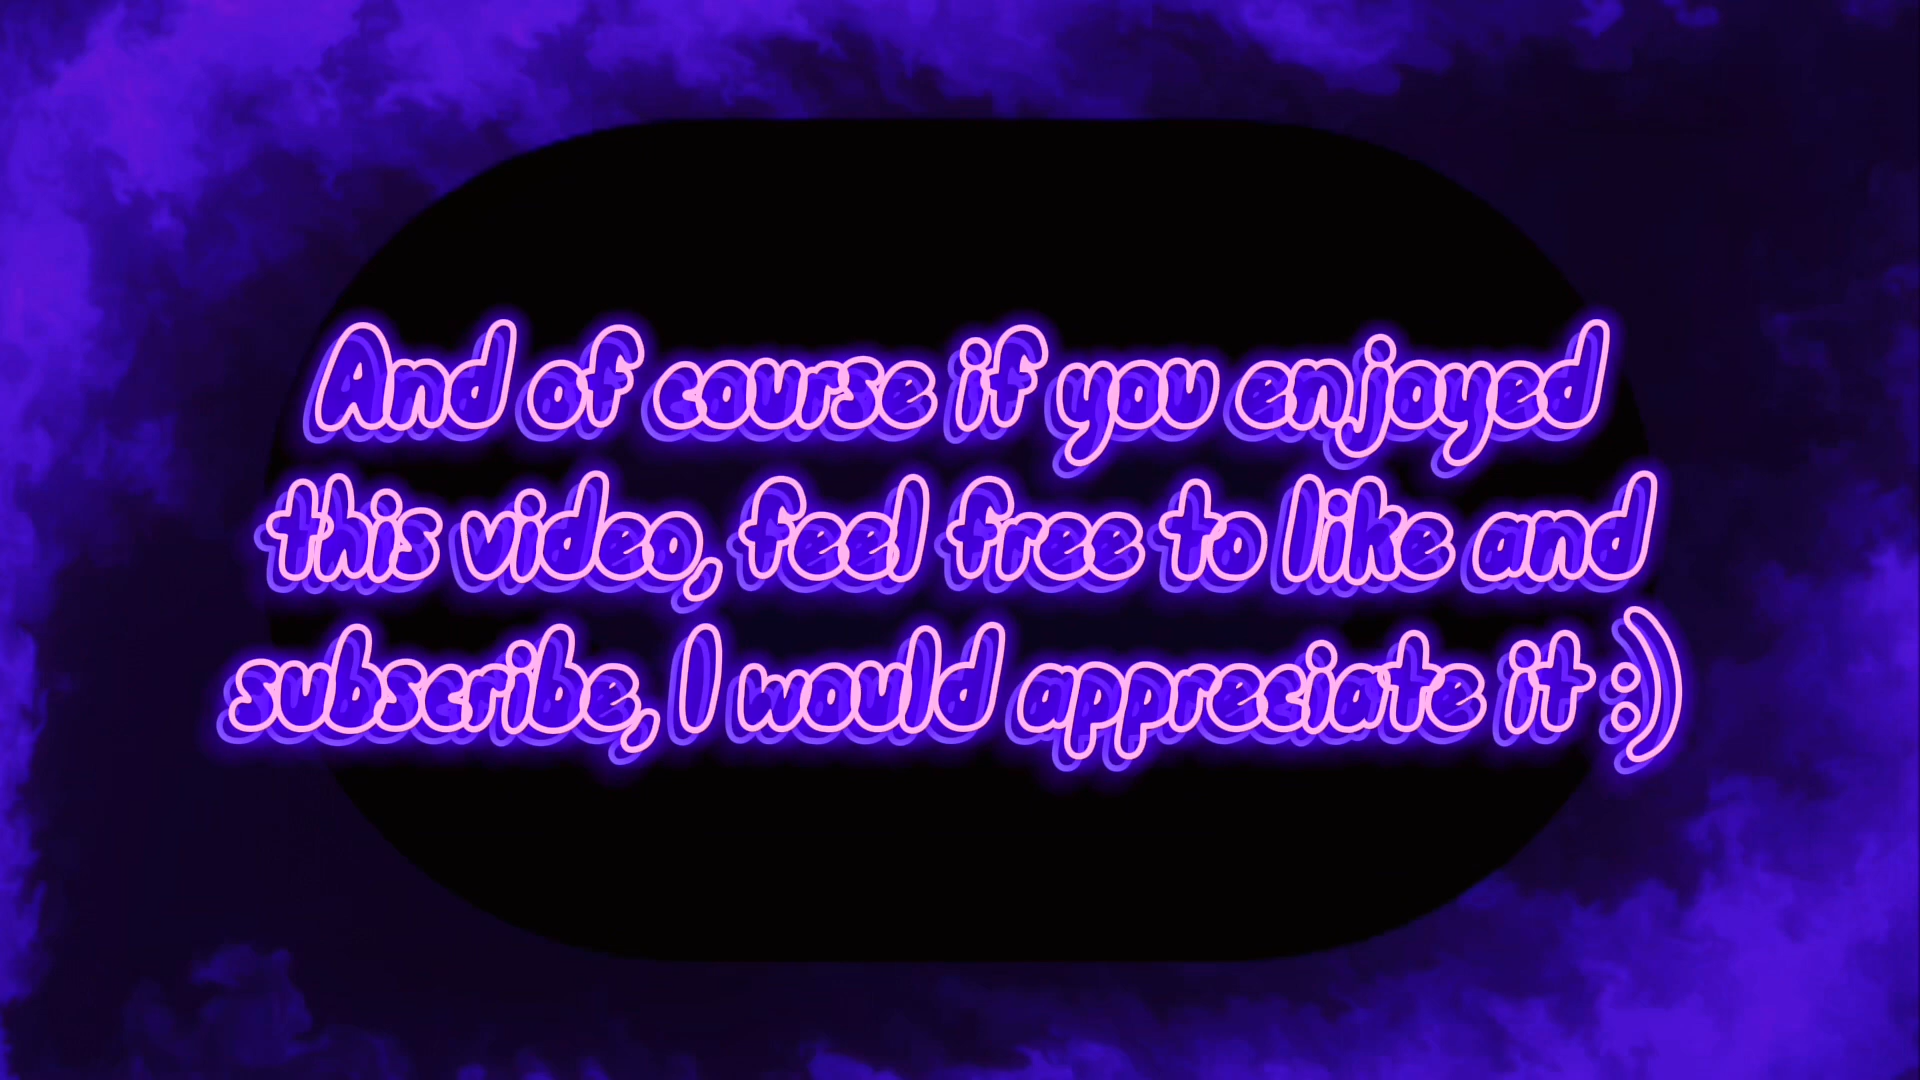 And of course if you enjoyed
this video, feel free to like and
subscribe, I would appreciate it :)